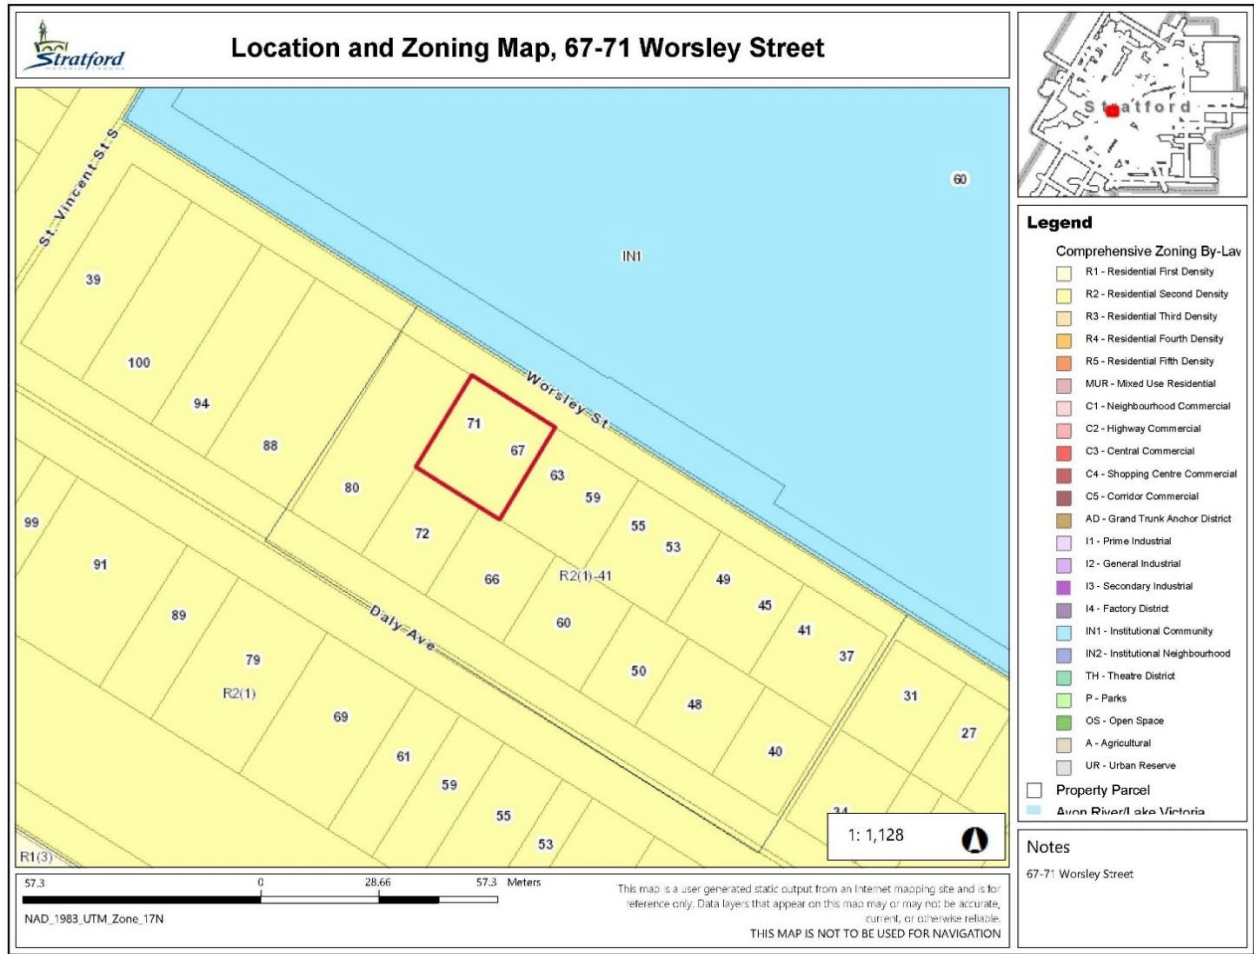 Stratford
Location and Zoning Map, 67-71 Worsley Street
Stratford
St. Vincent St S
60
IN1
39
100
94
88
Worsley St
71
67
63
59
80
55
53
72
49
99
66
R2(1)-41
45
91
60
41
37
Daly Ave
89
50
31
79
48
27
R2(1)
69
40
61
59
55
53
R1(3)
1: 1,128
Legend
Comprehensive Zoning By-Law
R1 - Residential First Density
R2 - Residential Second Density
R3 - Residential Third Density
R4 - Residential Fourth Density
R5 - Residential Fifth Density
MUR - Mixed Use Residential
C1 - Neighbourhood Commercial
C2 - Highway Commercial
C3 - Central Commercial
C4 - Shopping Centre Commercial
C5 - Corridor Commercial
AD - Grand Trunk Anchor District
I1 - Prime Industrial
I2 - General Industrial
I3 - Secondary Industrial
I4 - Factory District
IN1 - Institutional Community
IN2 - Institutional Neighbourhood
TH - Theatre District
P - Parks
OS - Open Space
A - Agricultural
UR - Urban Reserve
Property Parcel
Avon River/Lake Victoria
Notes
67-71 Worsley Street
57.3 0 28.66 57.3 Meters
NAD_1983_UTM_Zone_17N
This map is a user generated static output from an Internet mapping site and is for
reference only. Data layers that appear on this map may or may not be accurate,
current, or otherwise reliable.
THIS MAP IS NOT TO BE USED FOR NAVIGATION